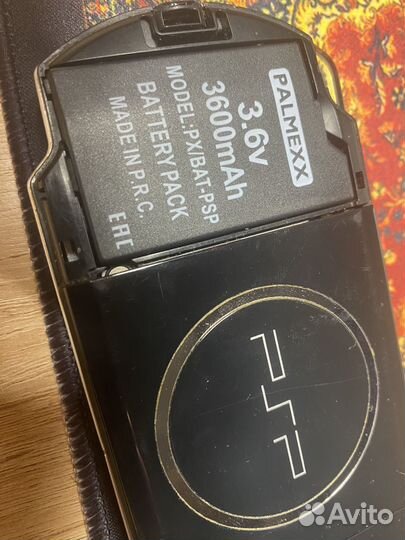 PALMEXX
3.6v
3600mAh
MODEL:PX/BAT-PSP
BATTERY PACK
MADE IN P.R.C.
EAC
PSP
Avito